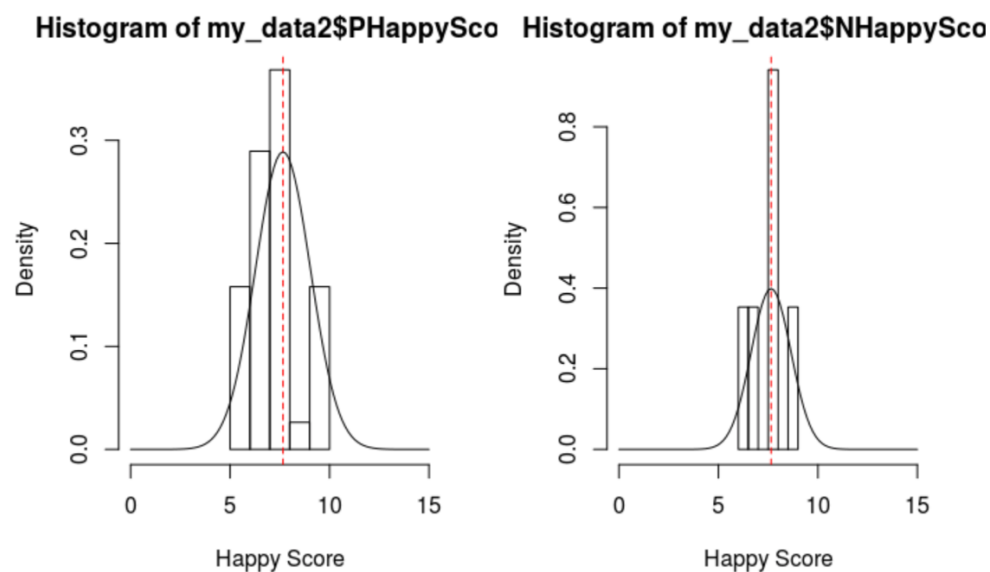 Histogram of my_data2$PHappySco
Density
0.0
0.1
0.2
0.3
0
5
10
15
Happy Score
Histogram of my_data2$NHappySco
Density
0.0
0.2
0.4
0.6
0.8
0
5
10
15
Happy Score